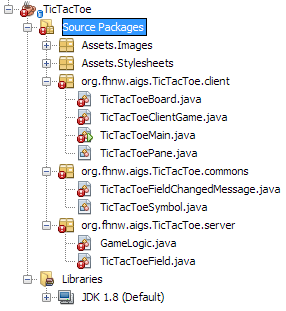 TicTacToe
Source Packages
Assets.Images
Assets.Stylesheets
org.fhnw.aigs.TicTacToe.client
TicTacToeBoard.java
TicTacToeClientGame.java
TicTacToeMain.java
TicTacToePane.java
org.fhnw.aigs.TicTacToe.commons
TicTacToeFieldChangedMessage.java
TicTacToeSymbol.java
org.fhnw.aigs.TicTacToe.server
GameLogic.java
TicTacToeField.java
Libraries
JDK 1.8 (Default)